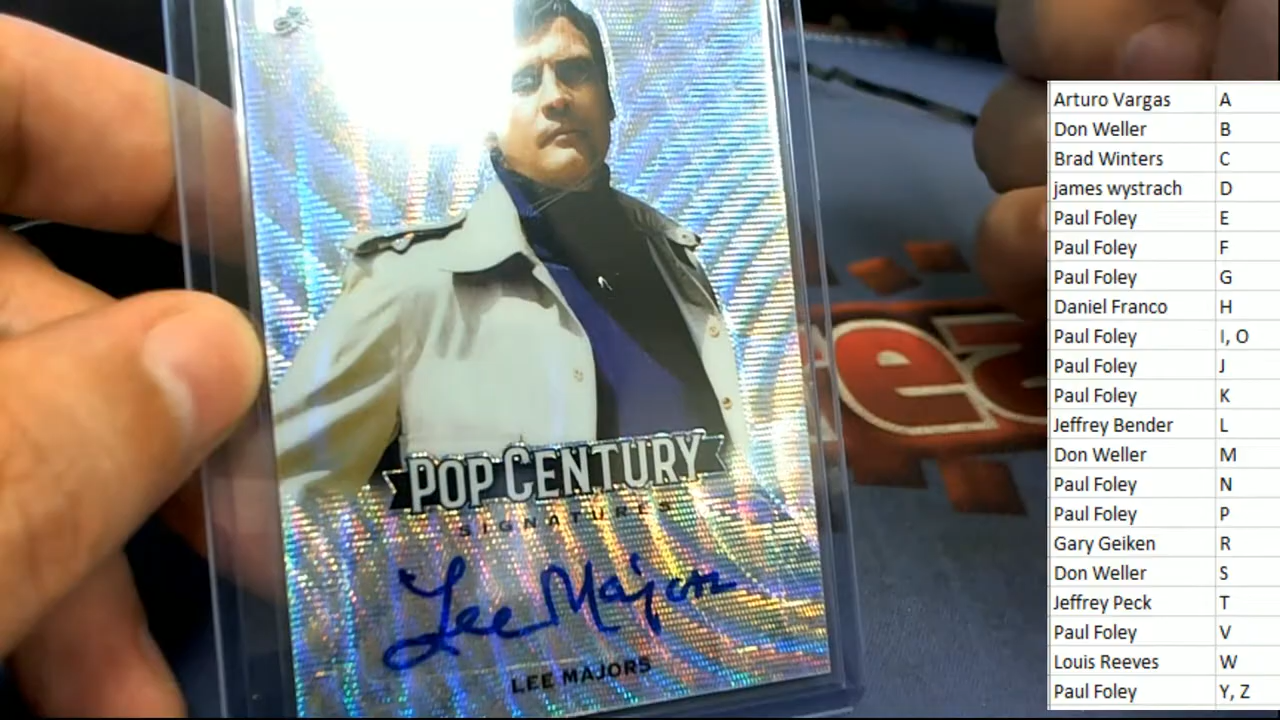 POP CENTURY
SIGNATURES
Lee Majors
LEE MAJORS
Arturo Vargas A
Don Weller B
Brad Winters C
james wystrach D
Paul Foley E
Paul Foley F
Paul Foley G
Daniel Franco H
Paul Foley I, O
Paul Foley J
Paul Foley K
Jeffrey Bender L
Don Weller M
Paul Foley N
Paul Foley P
Gary Geiken R
Don Weller S
Jeffrey Peck T
Paul Foley V
Louis Reeves W
Paul Foley Y, Z